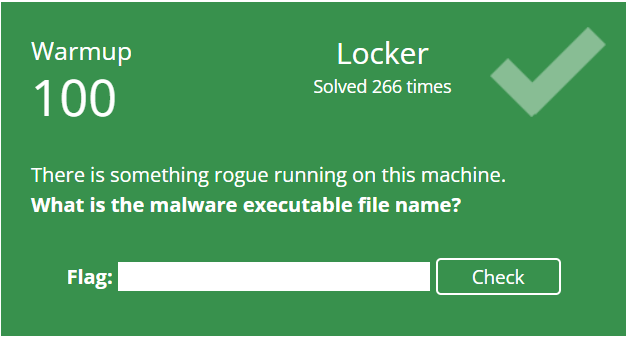 Warmup
100
Locker
Solved 266 times
There is something rogue running on this machine.
What is the malware executable file name?
Flag:
Check